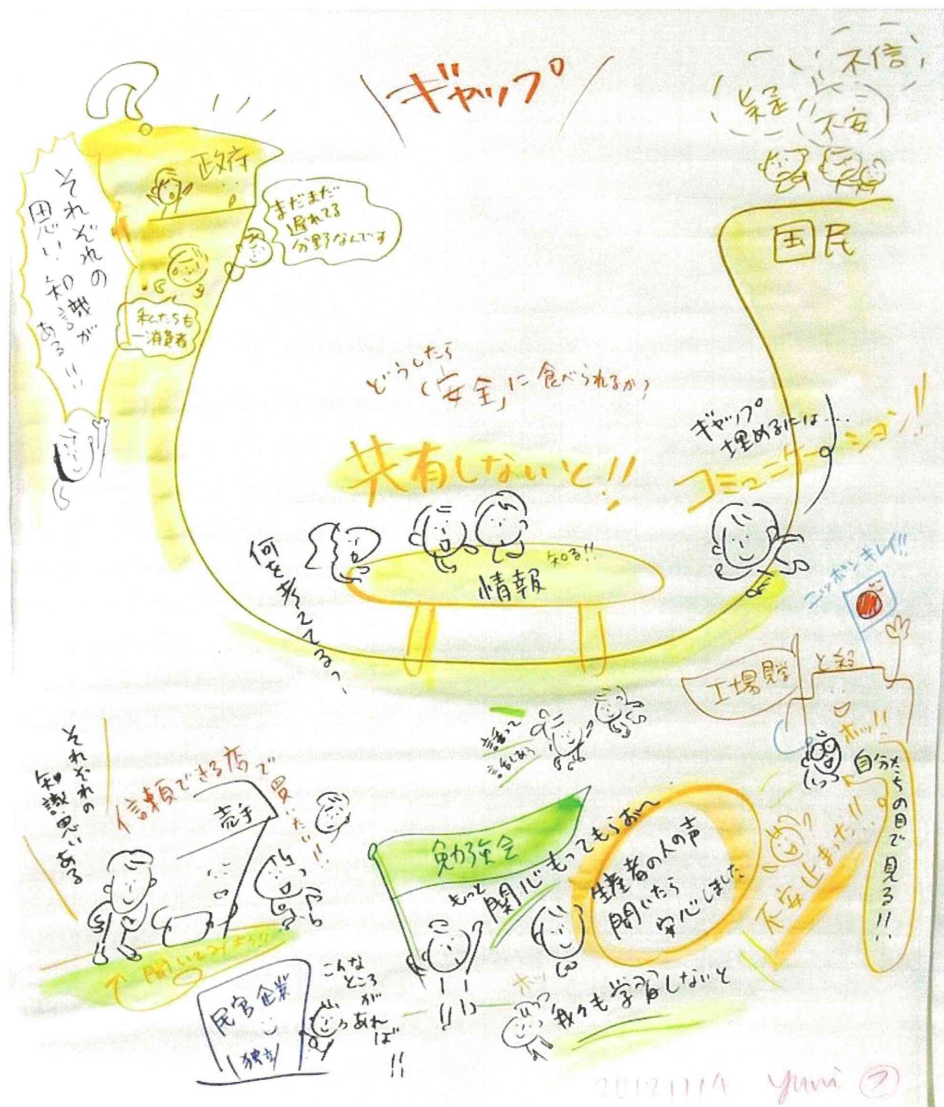 ギャップ
不信
不安
政府
まだまだ
遅れてる
分野なんです
国民
それぞれの
思い、知識が
ある!!
私たちも
一消費者
どうしたら
「安全」に食べられるか?
ギャップ
埋めるには...
コミュニケーション!!
共有しないと!!
知る!!
情報
何を考えてる?
ニッポンキレイ!!
工場見学
ホッ!!
自分たちの目で見る!!
不安止まった!!
それぞれの
知識思いある
信頼できる店で買いたい!!
売手
聞いてみよう!!
勉強会
もっと
関心もってもらおー
生産者の人の声
聞いたら
安心しました
民官企業
独立
こんな
ところ
が
あれば
!!
ホッ
我々も学習しないと
20121114 yumi ⑦